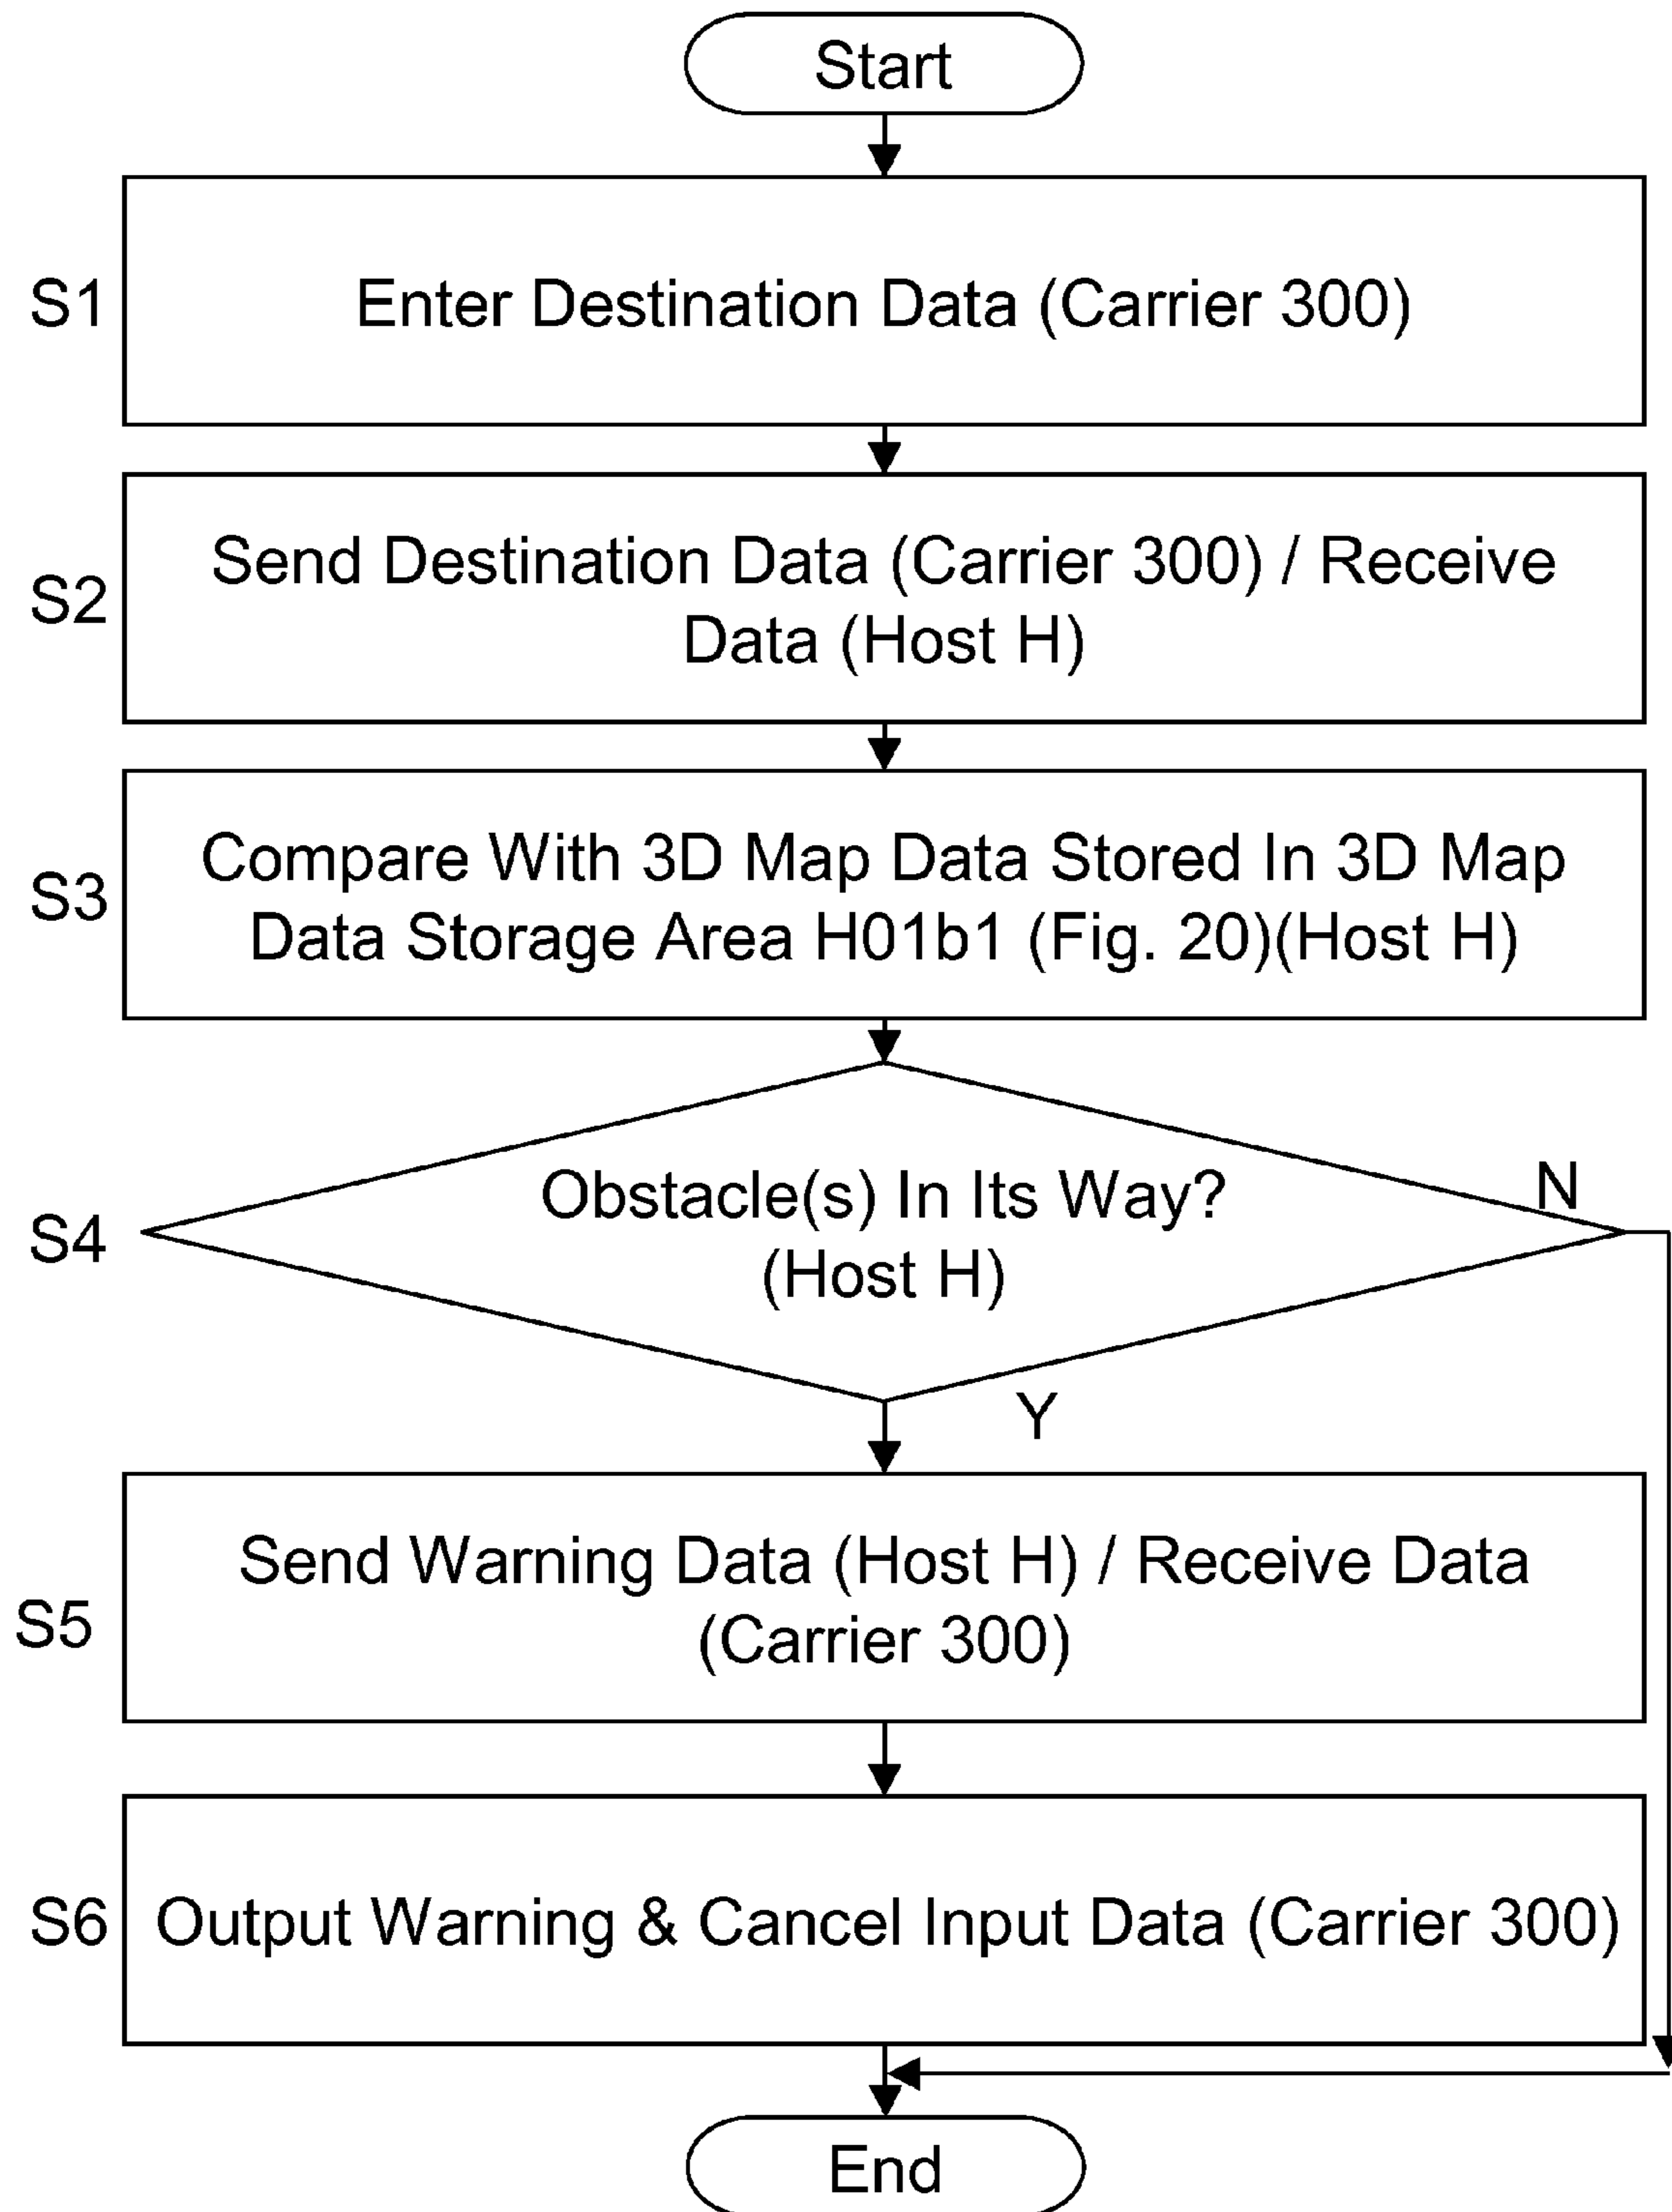 Start
S1
Enter Destination Data (Carrier 300)
S2
Send Destination Data (Carrier 300) / Receive
Data (Host H)
S3
Compare With 3D Map Data Stored In 3D Map
Data Storage Area H01b1 (Fig. 20)(Host H)
S4
Obstacle(s) In Its Way?
(Host H)
N
Y
S5
Send Warning Data (Host H) / Receive Data
(Carrier 300)
S6
Output Warning & Cancel Input Data (Carrier 300)
End